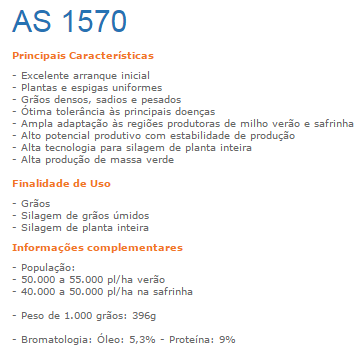 AS 1570
Principais Características
- Excelente arranque inicial
- Plantas e espigas uniformes
- Grãos densos, sadios e pesados
- Ótima tolerância às principais doenças
- Ampla adaptação às regiões produtoras de milho verão e safrinha
- Alto potencial produtivo com estabilidade de produção
- Alta tecnologia para silagem de planta inteira
- Alta produção de massa verde
Finalidade de Uso
- Grãos
- Silagem de grãos úmidos
- Silagem de planta inteira
Informações complementares
- População:
- 50.000 a 55.000 pl/ha verão
- 40.000 a 50.000 pl/ha na safrinha
- Peso de 1.000 grãos: 396g
- Bromatologia: Óleo: 5,3% - Proteína: 9%